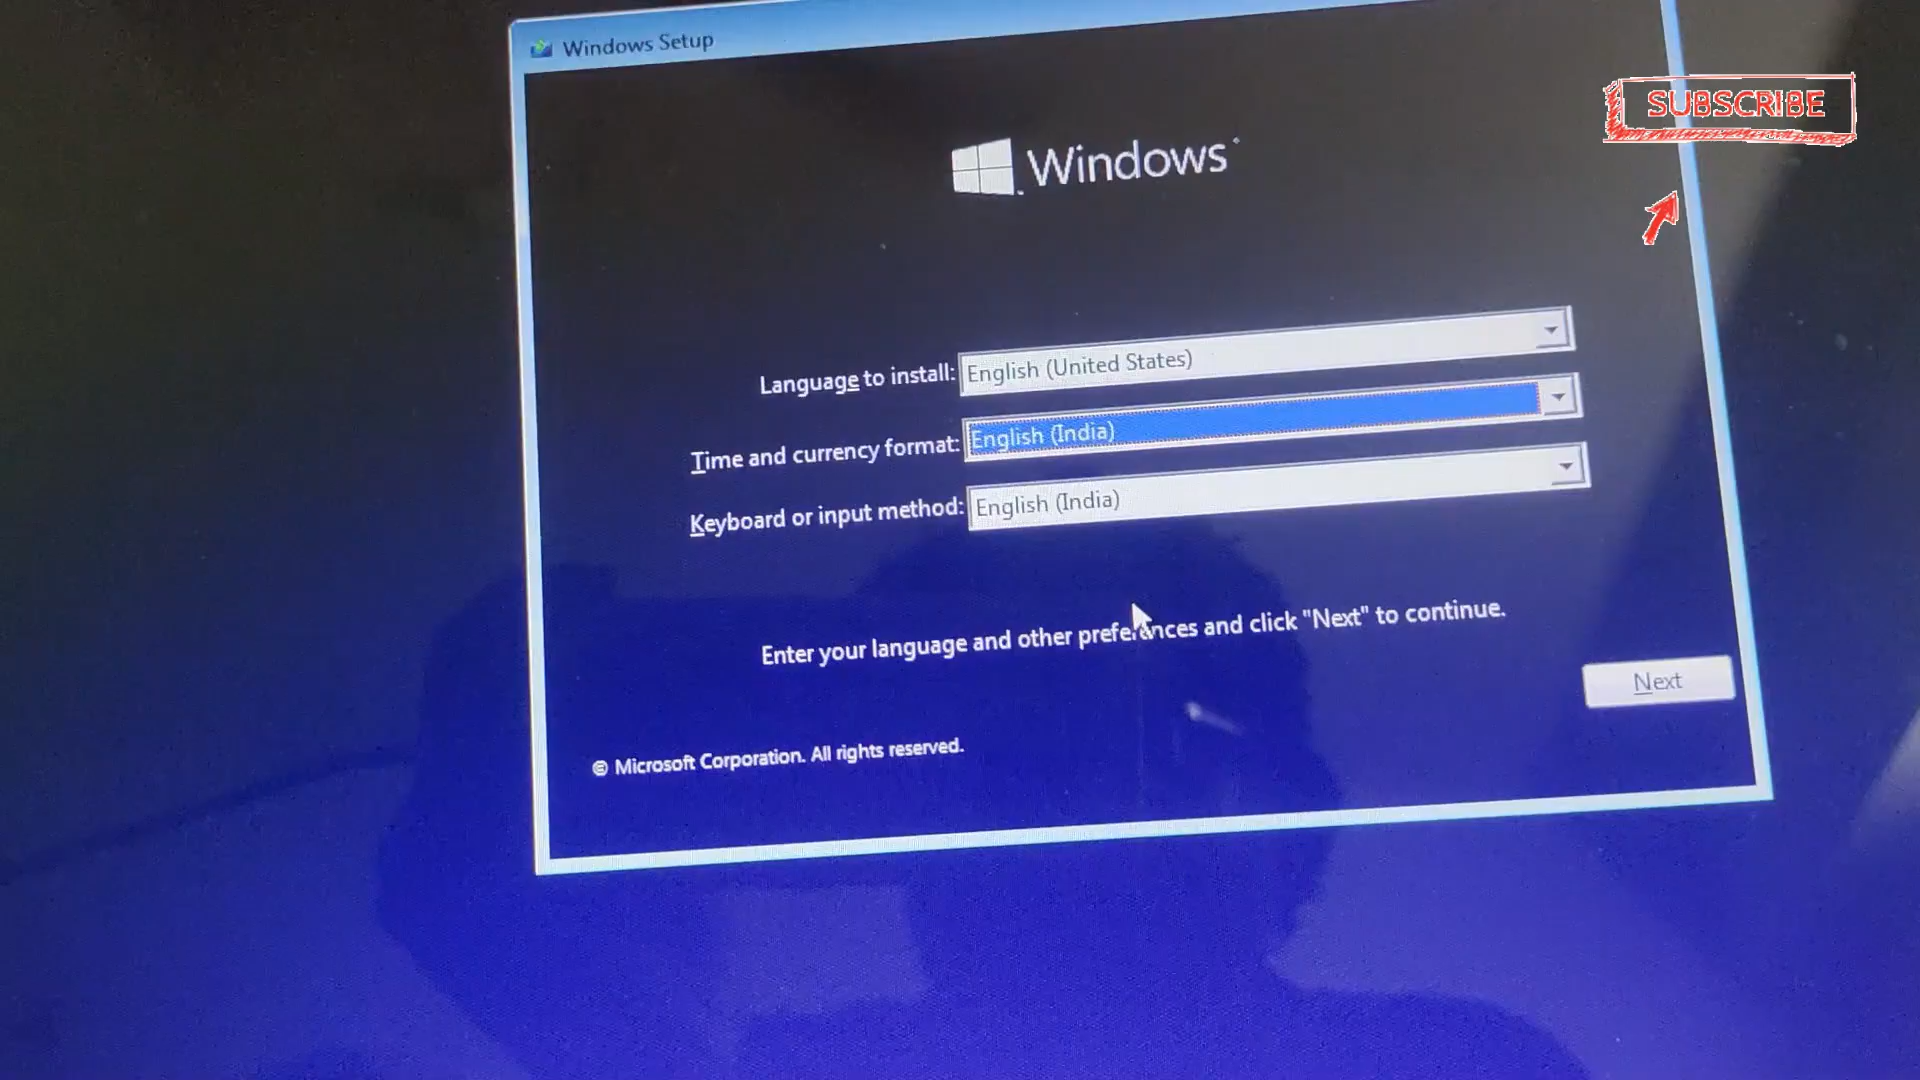 Windows Setup
SUBSCRIBE
Windows
Language to install: English (United States)
Time and currency format: English (India)
Keyboard or input method: English (India)
Enter your language and other preferences and click "Next" to continue.
Next
© Microsoft Corporation. All rights reserved.